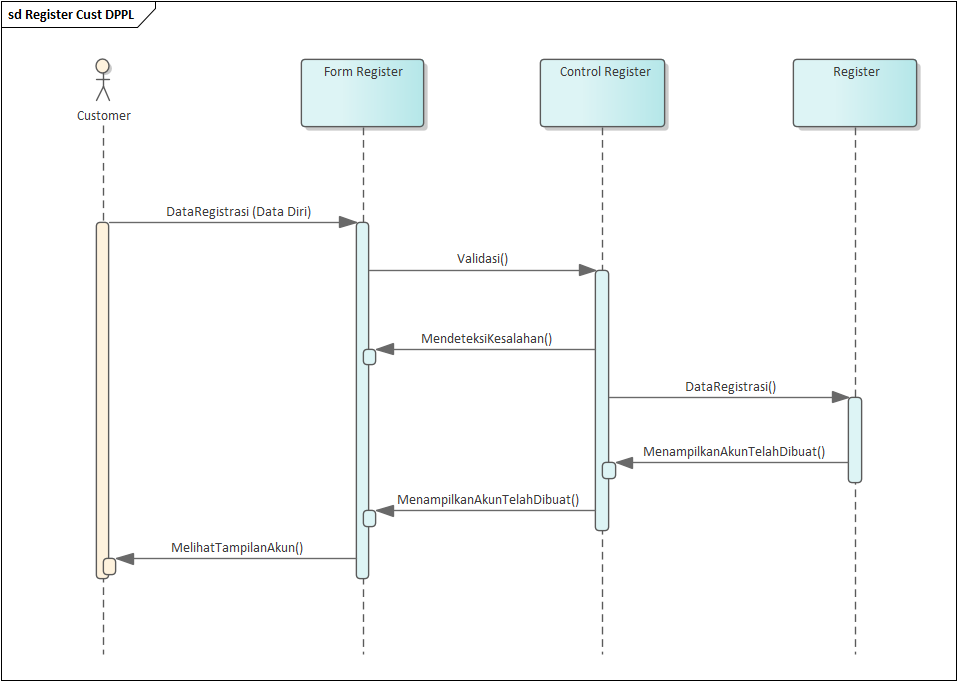 sd Register Cust DPPL
Customer
Form Register
Control Register
Register
DataRegistrasi (Data Diri)
Validasi()
MendeteksiKesalahan()
DataRegistrasi()
MenampilkanAkunTelahDibuat()
MenampilkanAkunTelahDibuat()
MelihatTampilanAkun()